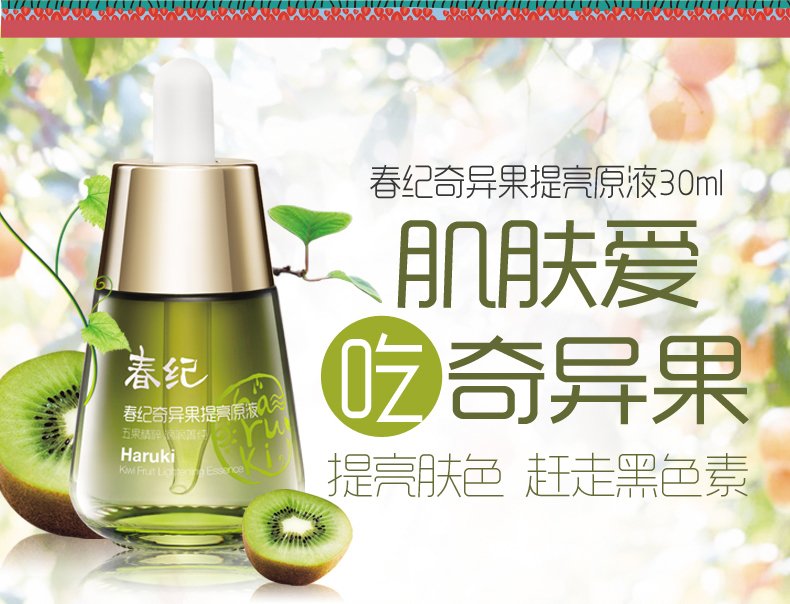 春纪奇异果提亮原液30ml
肌肤爱
吃奇异果
提亮肤色 赶走黑色素
春纪
春纪奇异果提亮原液
Haruki
Kiwi Fruit Lightening Essence
haruki